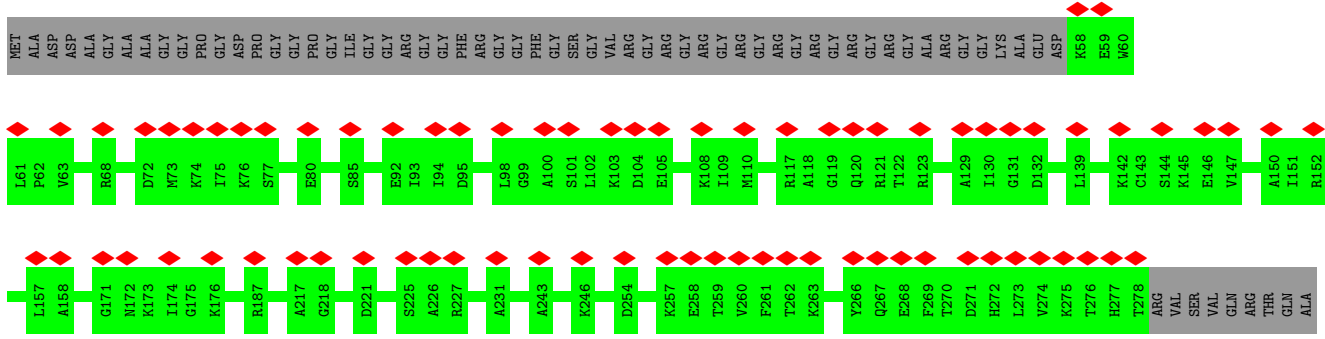 MET ALA ASP ASP ALA GLY ALA ALA GLY GLY PRO GLY GLY ASP PRO GLY GLY PRO GLY ILE GLY GLY ARG GLY GLY PHE ARG GLY GLY PHE GLY SER GLY VAL ARG GLY ARG GLY ARG GLY ARG GLY ARG GLY ARG GLY ARG GLY ARG GLY ALA ARG GLY GLY LYS ALA GLU ASP K58 E59 W60
L61 P62 V63 R68 D72 M73 K74 I75 K76 S77 E80 S85 E92 I93 I94 D95 L98 G99 A100 S101 L102 K103 D104 E105 K108 I109 M110 R117 A118 G119 Q120 R121 T122 R123 A129 I130 G131 D132 L139 K142 C143 S144 K145 E146 V147 A150 I151 R152
L157 A158 G171 N172 K173 I174 G175 K176 R187 A217 G218 D221 S225 A226 R227 A231 A243 K246 D254 K257 E258 T259 V260 F261 T262 K263 Y266 Q267 E268 F269 T270 D271 H272 L273 V274 K275 T276 H277 T278 ARG VAL SER VAL GLN ARG THR GLN ALA